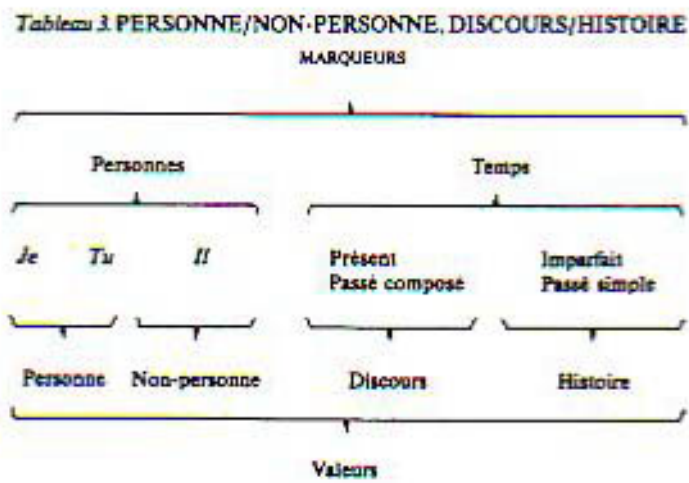 Tableau 3. PERSONNE/NON-PERSONNE, DISCOURS/HISTOIRE
MARQUEURS
Personnes Temps
Je Tu Il Présent Imparfait
Passé composé Passé simple
Personne Non-personne Discours Histoire
Valeurs